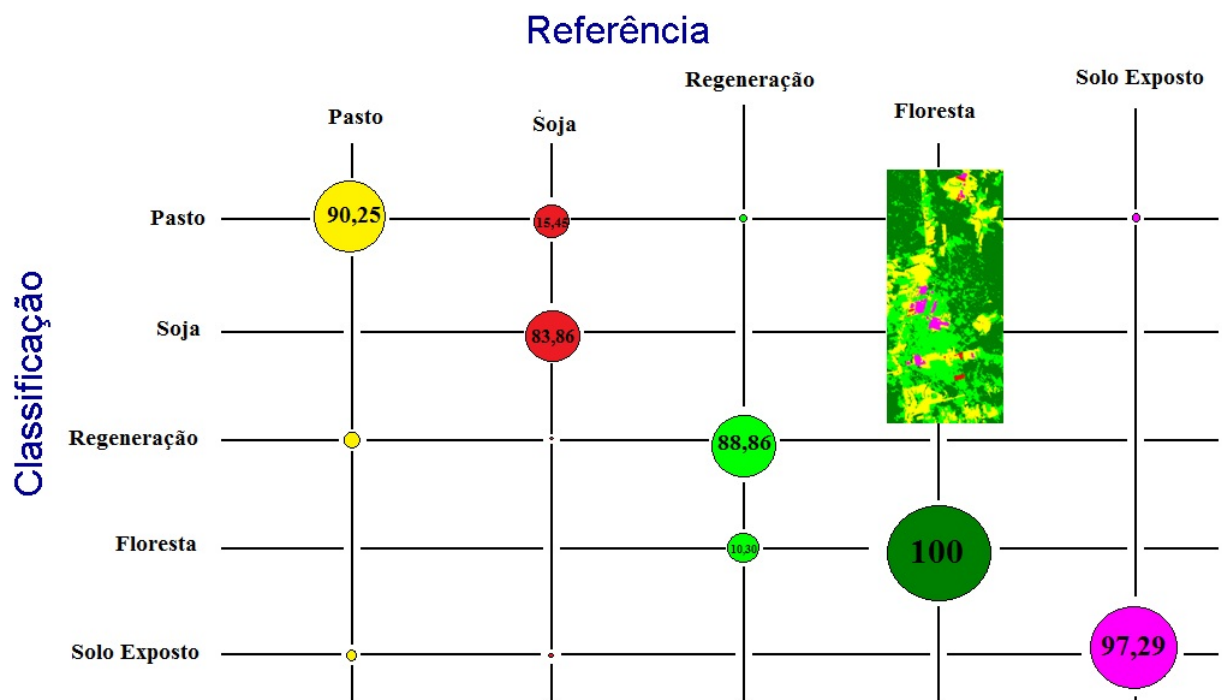 Referência
Pasto
Soja
Regeneração
Floresta
Solo Exposto
Classificação
Pasto
90,25
15,45
Soja
83,86
Regeneração
88,86
Floresta
10,30
100
Solo Exposto
97,29